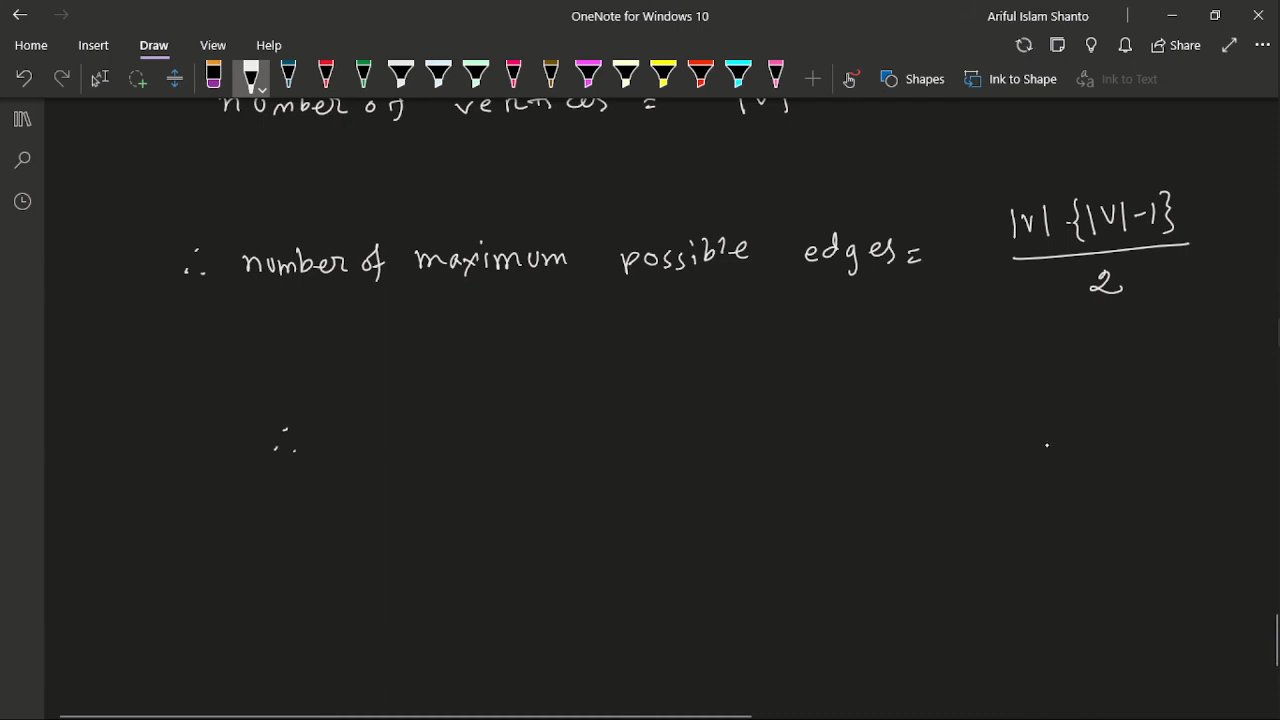 OneNote for Windows 10
Ariful Islam Shanto
Home Insert Draw View Help
Share
Shapes
Ink to Shape
Ink to Text
number of vertices = |V|
∴ number of maximum possible edges = |V| · {|V| - 1}
2
∴